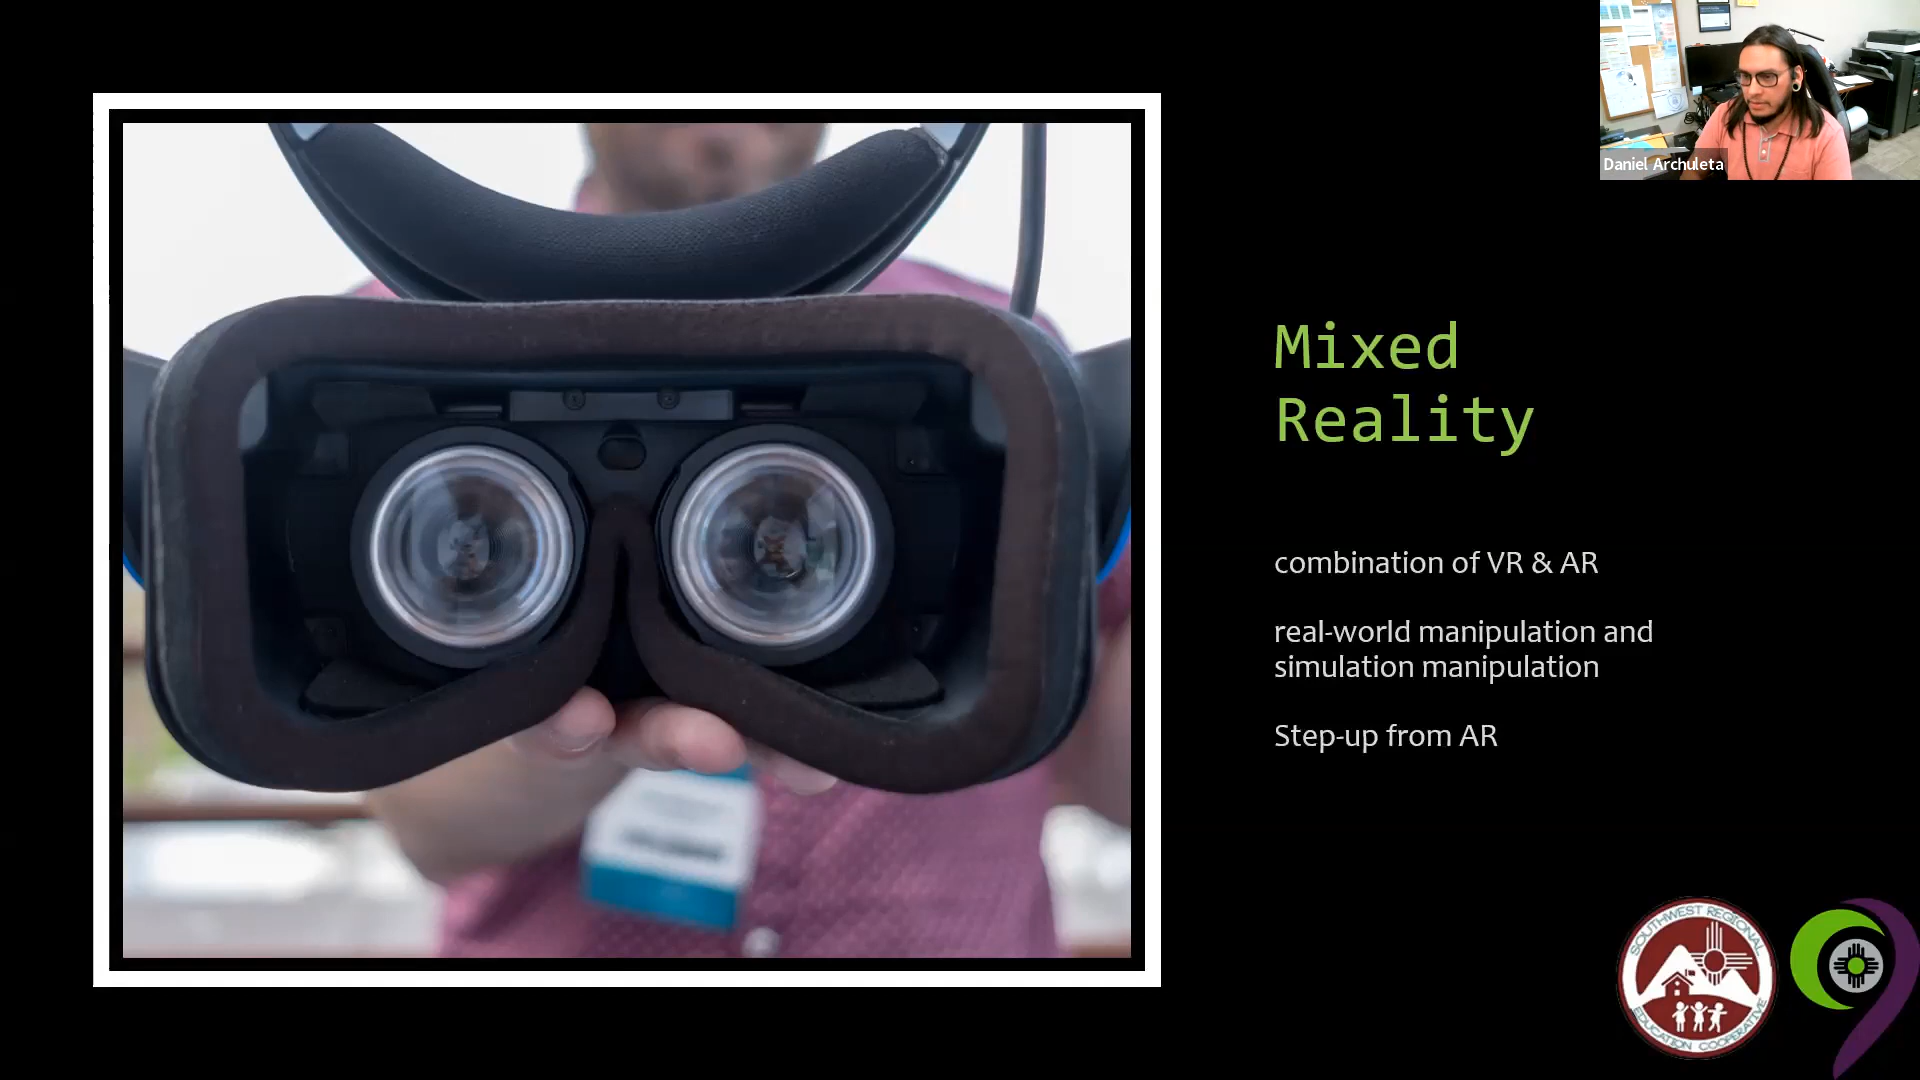 Daniel Archuleta
Mixed
Reality
combination of VR & AR
real-world manipulation and
simulation manipulation
Step-up from AR
SOUTHWEST REGIONAL
EDUCATION COOPERATIVE